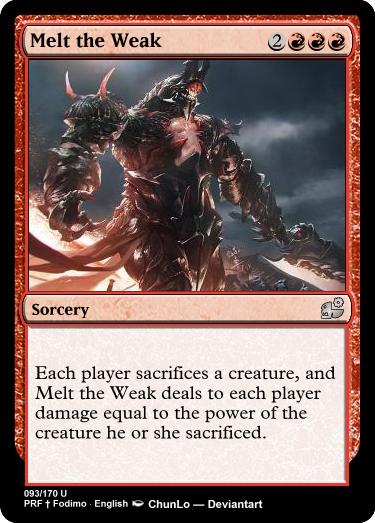 Melt the Weak 2
Sorcery
Each player sacrifices a creature, and
Melt the Weak deals to each player
damage equal to the power of the
creature he or she sacrificed.
093/170 U
PRF † Fodimo · English ChunLo — Deviantart